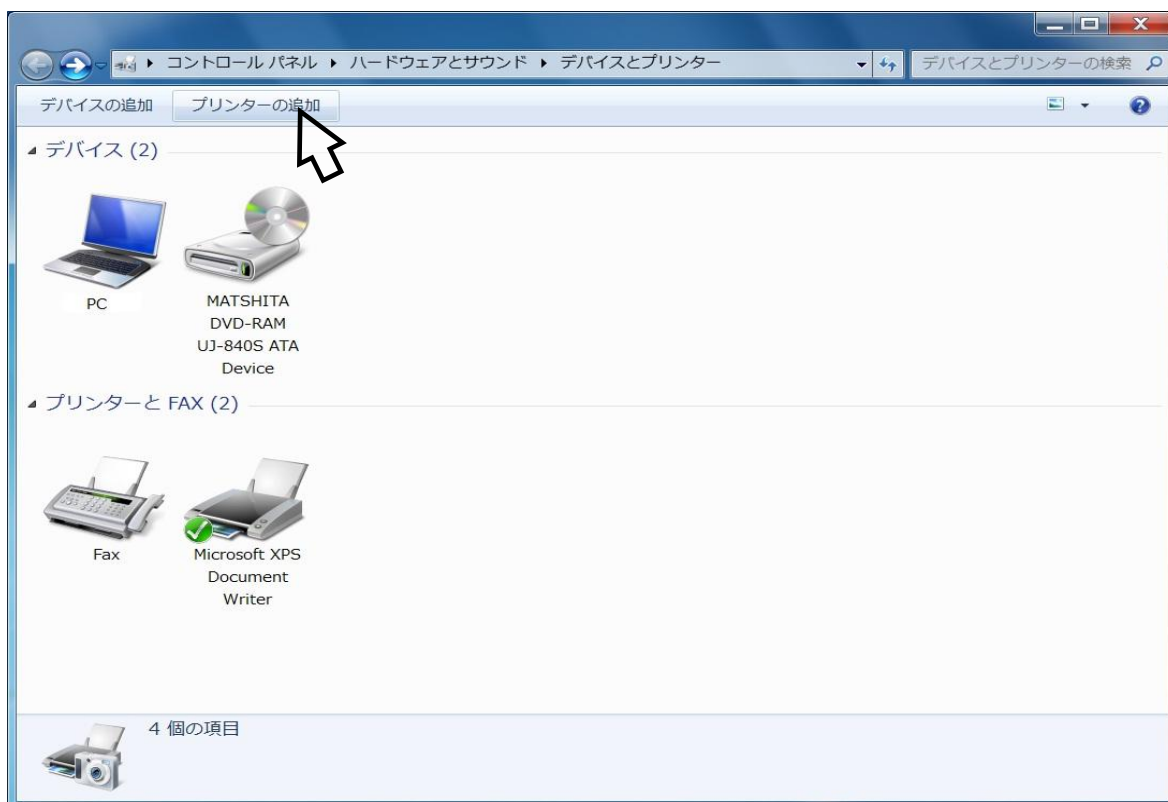 コントロール パネル ▸ ハードウェアとサウンド ▸ デバイスとプリンター
デバイスとプリンターの検索
デバイスの追加 プリンターの追加
デバイス (2)
PC
MATSHITA
DVD-RAM
UJ-840S ATA
Device
プリンターと FAX (2)
Fax
Microsoft XPS
Document
Writer
4 個の項目